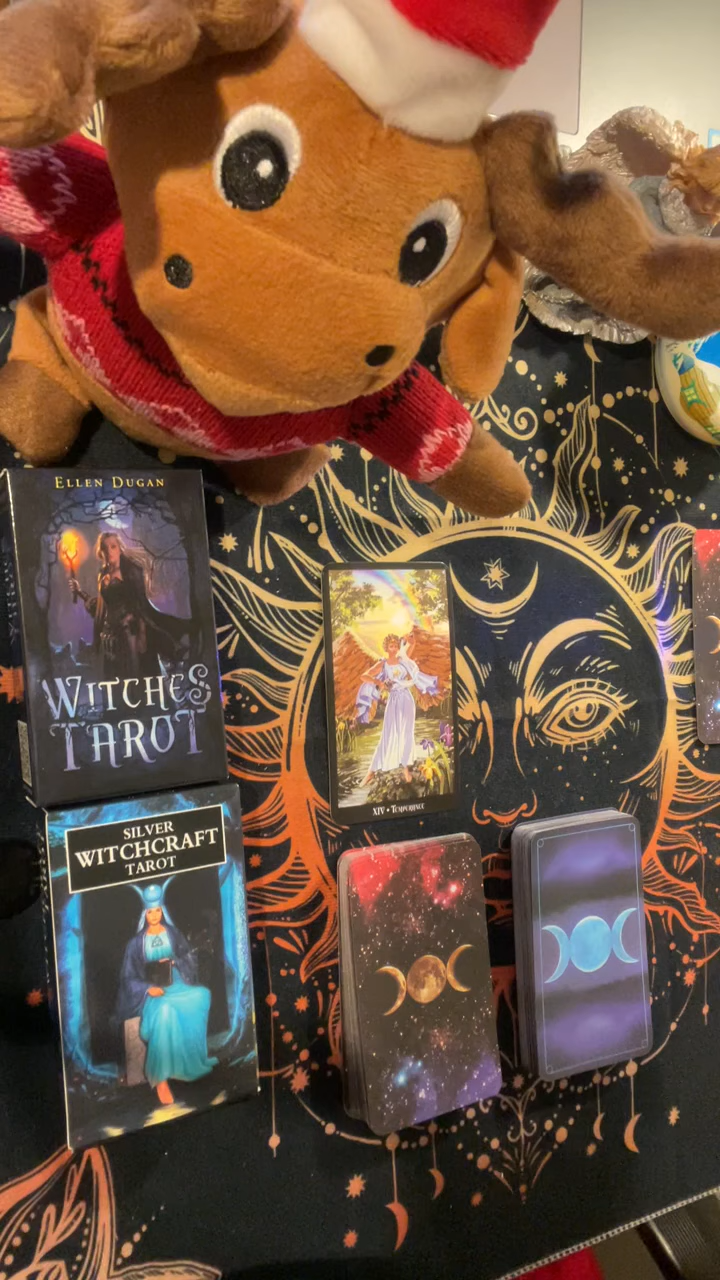 ELLEN DUGAN
WITCHES
TAROT
SILVER
WITCHCRAFT
TAROT
XIV • TEMPERANCE